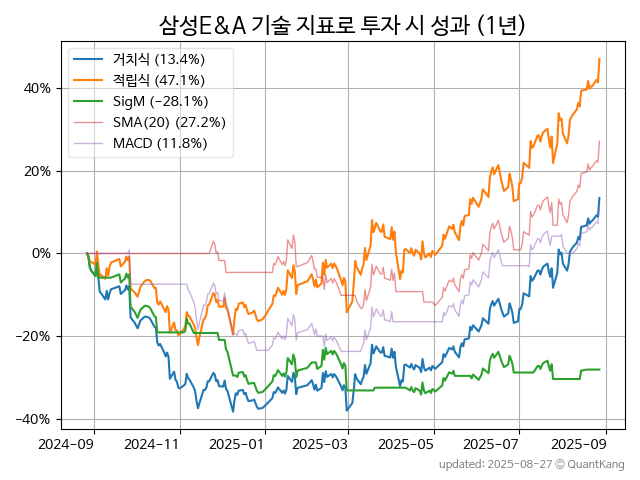 삼성E&A 기술 지표로 투자 시 성과 (1년)
거치식 (13.4%)
적립식 (47.1%)
SigM (−28.1%)
SMA(20) (27.2%)
MACD (11.8%)
40%
20%
0%
−20%
−40%
2024-09 2024-11 2025-01 2025-03 2025-05 2025-07 2025-09
updated: 2025-08-27 © QuantKang